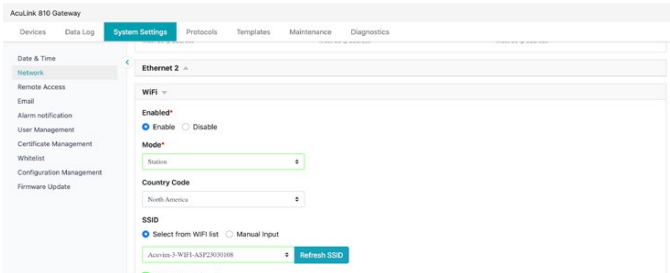 AcuLink 810 Gateway
Devices Data Log System Settings Protocols Templates Maintenance Diagnostics
Date & Time
Network
Remote Access
Email
Alarm notification
User Management
Certificate Management
Whitelist
Configuration Management
Firmware Update
Ethernet 2
WiFi
Enabled*
Enable Disable
Mode*
Station
Country Code
North America
SSID
Select from WIFI list Manual Input
Acuvim-3-WIFI-ASP23030108 Refresh SSID